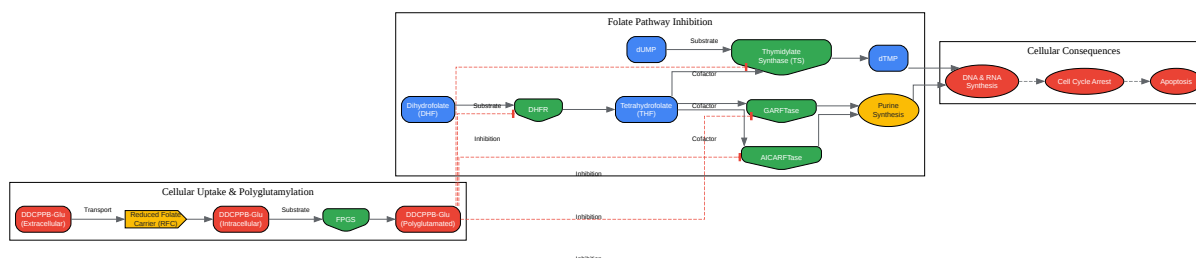 Folate Pathway Inhibition
dUMP
Substrate
Thymidylate
Synthase (TS)
dTMP
Cofactor
Dihydrofolate
(DHF)
Substrate
DHFR
Tetrahydrofolate
(THF)
Cofactor
GARFTase
Purine
Synthesis
Inhibition
Cofactor
AICARFTase
Inhibition
Cellular Consequences
DNA & RNA
Synthesis
Cell Cycle Arrest
Apoptosis
Cellular Uptake & Polyglutamylation
DDCPPB-Glu
(Extracellular)
Transport
Reduced Folate
Carrier (RFC)
DDCPPB-Glu
(Intracellular)
Substrate
FPGS
DDCPPB-Glu
(Polyglutamated)
Inhibition
Inhibition